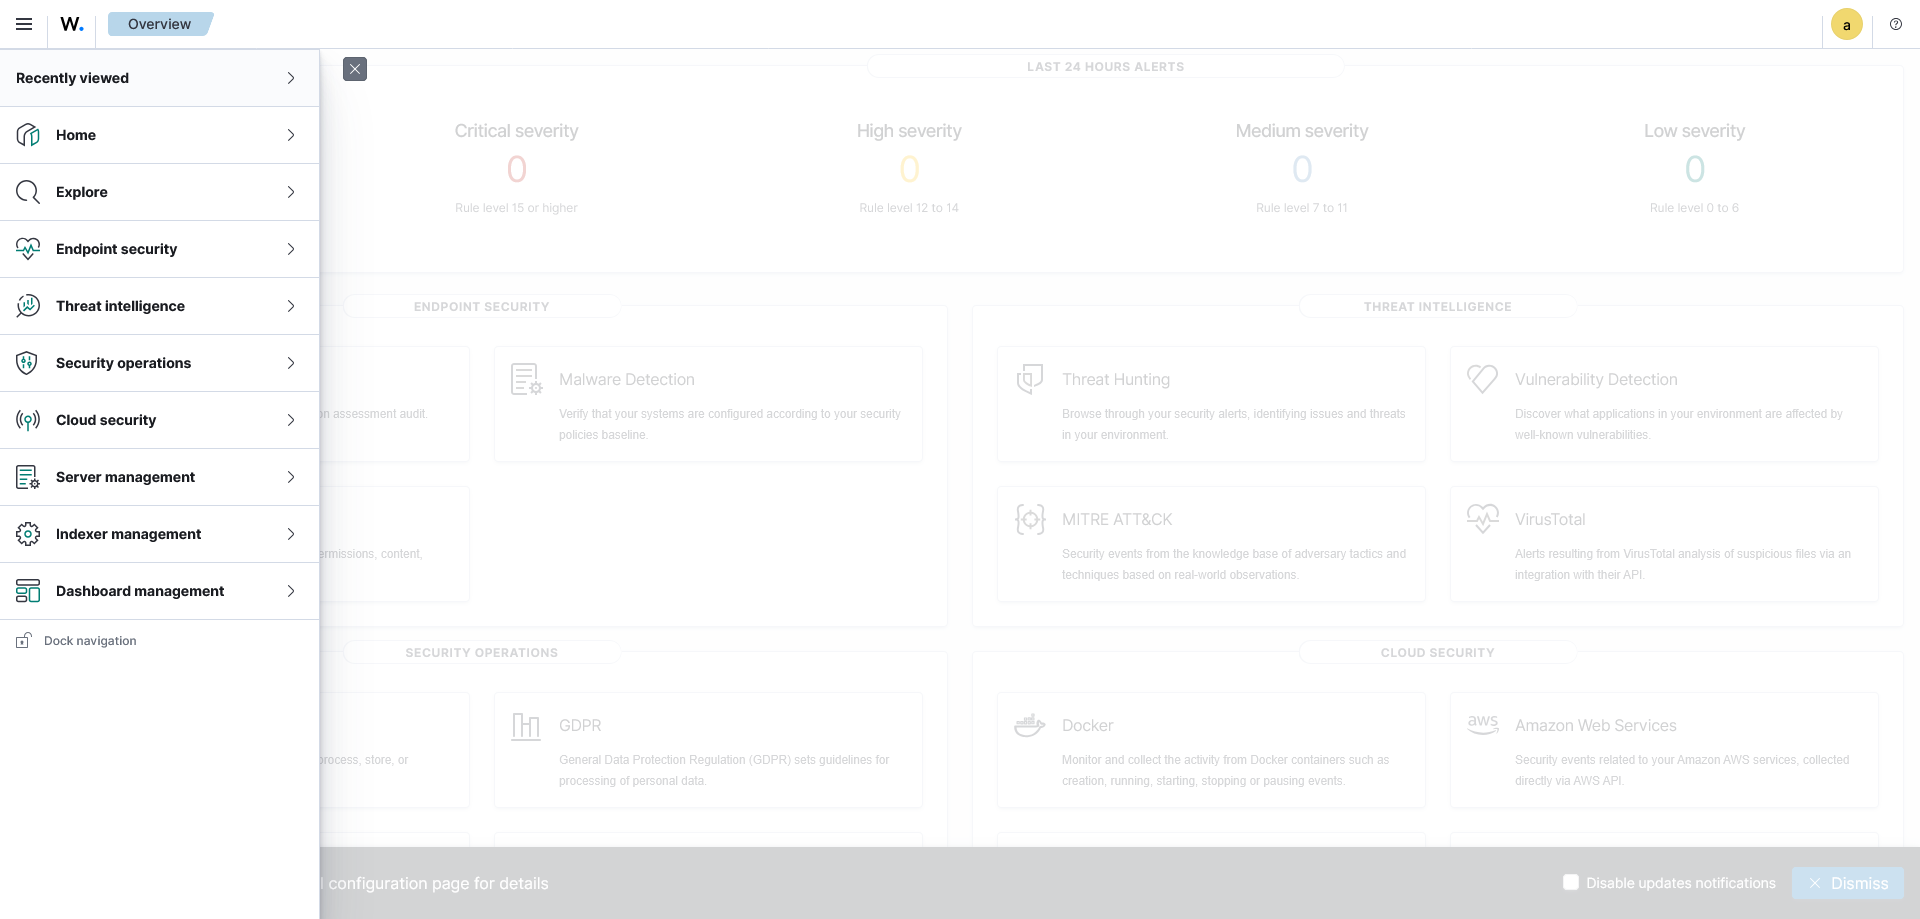 W.
Overview
a
Recently viewed
Home
Explore
Endpoint security
Threat intelligence
Security operations
Cloud security
Server management
Indexer management
Dashboard management
Dock navigation
LAST 24 HOURS ALERTS
Critical severity
0
Rule level 15 or higher
High severity
0
Rule level 12 to 14
Medium severity
0
Rule level 7 to 11
Low severity
0
Rule level 0 to 6
ENDPOINT SECURITY
assessment audit.
Malware Detection
Verify that your systems are configured according to your security
policies baseline.
content,
THREAT INTELLIGENCE
Threat Hunting
Browse through your security alerts, identifying issues and threats
in your environment.
Vulnerability Detection
Discover what applications in your environment are affected by
well-known vulnerabilities.
MITRE ATT&CK
Security events from the knowledge base of adversary tactics and
techniques based on real-world observations.
VirusTotal
Alerts resulting from VirusTotal analysis of suspicious files via an
integration with their API.
SECURITY OPERATIONS
process, store, or
GDPR
General Data Protection Regulation (GDPR) sets guidelines for
processing of personal data.
CLOUD SECURITY
Docker
Monitor and collect the activity from Docker containers such as
creation, running, starting, stopping or pausing events.
aws
Amazon Web Services
Security events related to your Amazon AWS services, collected
directly via AWS API.
configuration page for details
Disable updates notifications
Dismiss